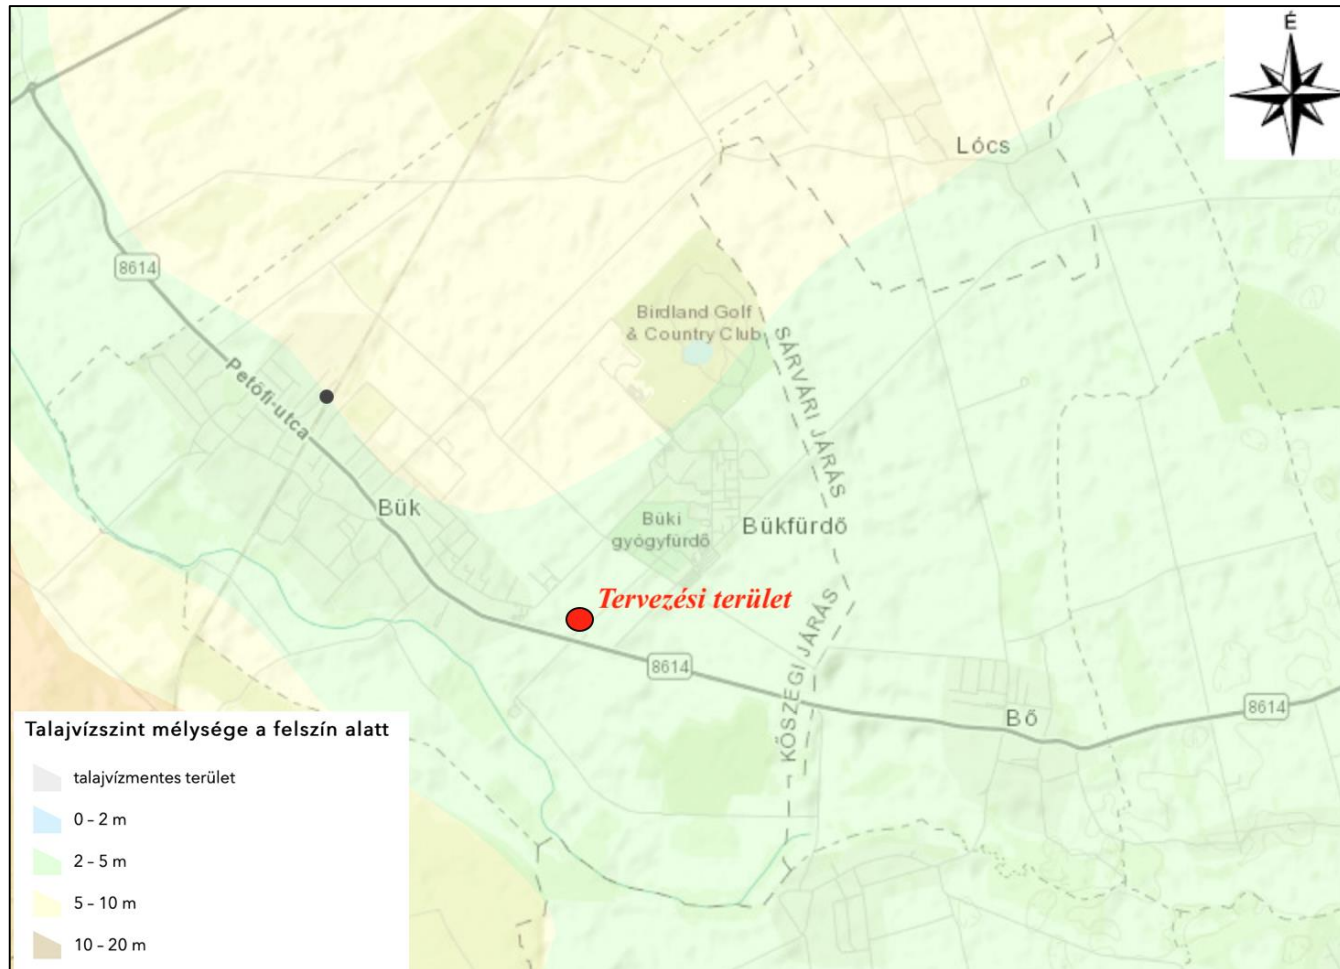 É
Lócs
8614
Birdland Golf
& Country Club
SÁRVÁRI JÁRÁS
Petőfi-utca
Bük
Büki
gyógyfürdő
Bükfürdő
Tervezési terület
KŐSZEGI JÁRÁS
8614
8614
Bő
Talajvízszint mélysége a felszín alatt
talajvízmentes terület
0 - 2 m
2 - 5 m
5 - 10 m
10 - 20 m